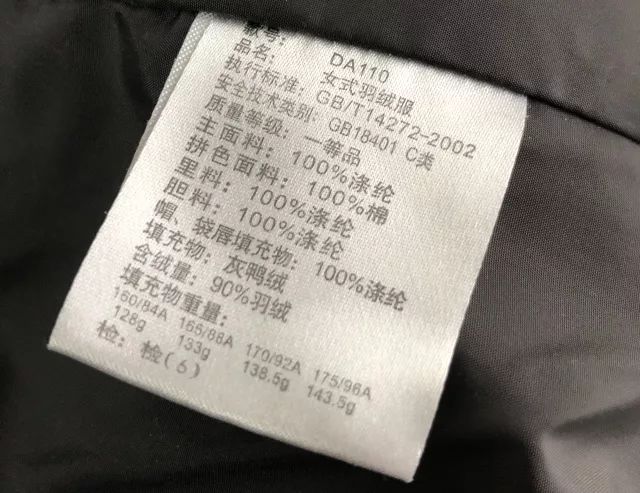 款号: DA110
品名: 女式羽绒服
执行标准: GB/T14272-2002
安全技术类别: GB18401 C类
质量等级: 一等品
主面料: 100%涤纶
拼色面料: 100%棉
里料: 100%涤纶
胆料: 100%涤纶
帽、袋唇填充物: 100%涤纶
填充物: 灰鸭绒
含绒量: 90%羽绒
填充物重量:
160/84A 165/88A 170/92A 175/96A
128g 133g 138.5g 143.5g
检: 检(6)